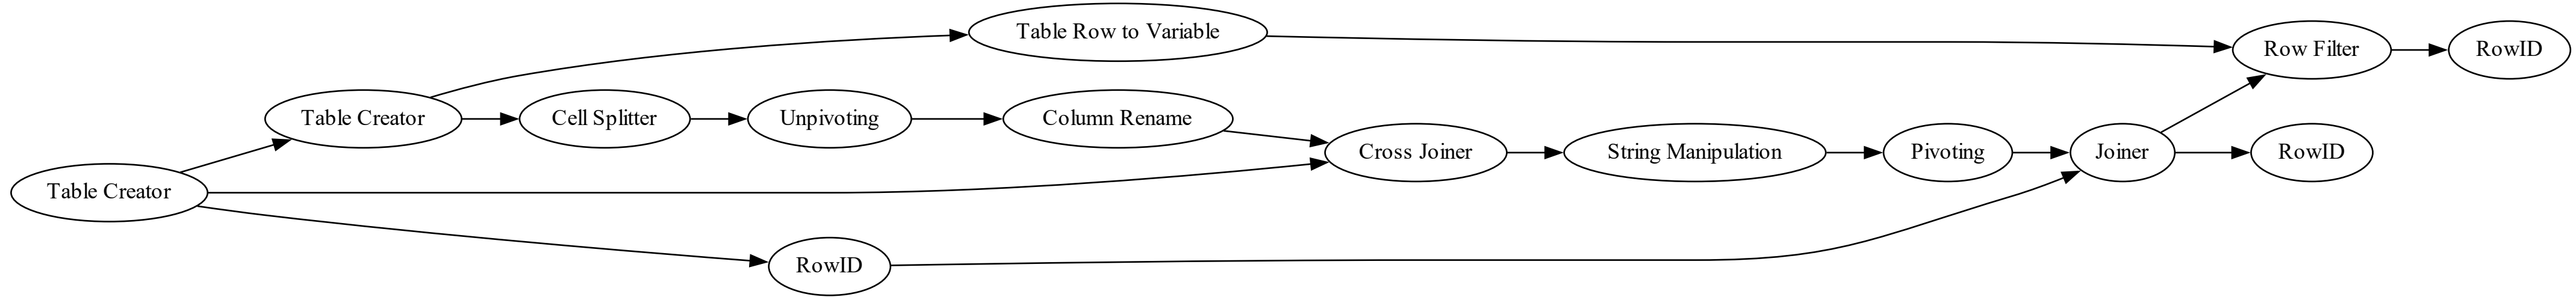 Table Row to Variable
Row Filter
RowID
Table Creator
Cell Splitter
Unpivoting
Column Rename
Cross Joiner
String Manipulation
Pivoting
Joiner
RowID
Table Creator
RowID